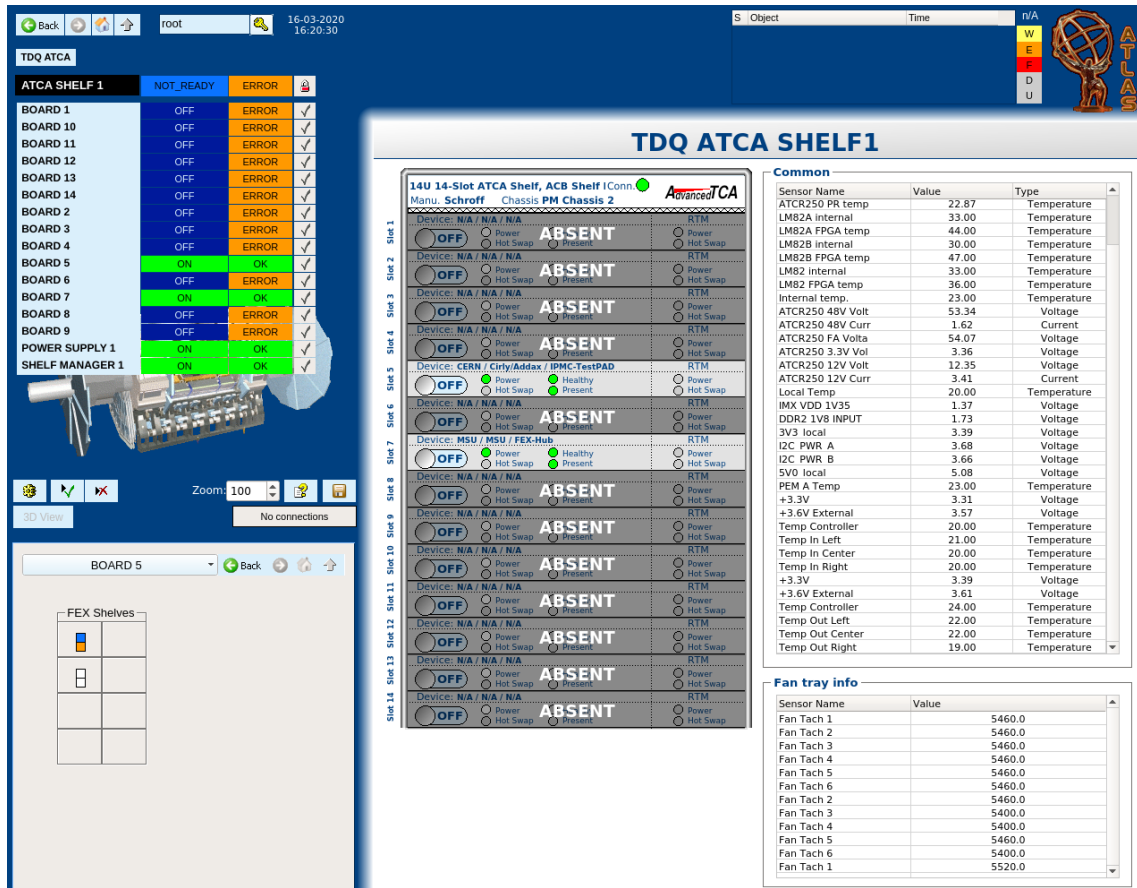 Back root 16-03-2020
16:20:30
S Object Time n/A
W
E
F
D
U
ATLAS
TDQ ATCA
ATCA SHELF 1 NOT_READY ERROR
BOARD 1 OFF ERROR
BOARD 10 OFF ERROR
BOARD 11 OFF ERROR
BOARD 12 OFF ERROR
BOARD 13 OFF ERROR
BOARD 14 OFF ERROR
BOARD 2 OFF ERROR
BOARD 3 OFF ERROR
BOARD 4 OFF ERROR
BOARD 5 ON OK
BOARD 6 OFF ERROR
BOARD 7 ON OK
BOARD 8 OFF ERROR
BOARD 9 OFF ERROR
POWER SUPPLY 1 ON OK
SHELF MANAGER 1 ON OK
Zoom: 100
3D View No connections
BOARD 5 Back
FEX Shelves
TDQ ATCA SHELF1
14U 14-Slot ATCA Shelf, ACB Shelf I Conn.
Manu. Schroff Chassis PM Chassis 2
AdvancedTCA
Slot 1 Device: N/A / N/A / N/A RTM
OFF Power ABSENT Power
Hot Swap Present Hot Swap
Slot 2 Device: N/A / N/A / N/A RTM
OFF Power ABSENT Power
Hot Swap Present Hot Swap
Slot 3 Device: N/A / N/A / N/A RTM
OFF Power ABSENT Power
Hot Swap Present Hot Swap
Slot 4 Device: N/A / N/A / N/A RTM
OFF Power ABSENT Power
Hot Swap Present Hot Swap
Slot 5 Device: CERN / Cirly/Addax / IPMC-TestPAD RTM
OFF Power Healthy Power
Hot Swap Present Hot Swap
Slot 6 Device: N/A / N/A / N/A RTM
OFF Power ABSENT Power
Hot Swap Present Hot Swap
Slot 7 Device: MSU / MSU / FEX-Hub RTM
OFF Power Healthy Power
Hot Swap Present Hot Swap
Slot 8 Device: N/A / N/A / N/A RTM
OFF Power ABSENT Power
Hot Swap Present Hot Swap
Slot 9 Device: N/A / N/A / N/A RTM
OFF Power ABSENT Power
Hot Swap Present Hot Swap
Slot 10 Device: N/A / N/A / N/A RTM
OFF Power ABSENT Power
Hot Swap Present Hot Swap
Slot 11 Device: N/A / N/A / N/A RTM
OFF Power ABSENT Power
Hot Swap Present Hot Swap
Slot 12 Device: N/A / N/A / N/A RTM
OFF Power ABSENT Power
Hot Swap Present Hot Swap
Slot 13 Device: N/A / N/A / N/A RTM
OFF Power ABSENT Power
Hot Swap Present Hot Swap
Slot 14 Device: N/A / N/A / N/A RTM
OFF Power ABSENT Power
Hot Swap Present Hot Swap
Common
Sensor Name Value Type
ATCR250 PR temp 22.87 Temperature
LM82A internal 33.00 Temperature
LM82A FPGA temp 44.00 Temperature
LM82B internal 30.00 Temperature
LM82B FPGA temp 47.00 Temperature
LM82 internal 33.00 Temperature
LM82 FPGA temp 36.00 Temperature
Internal temp. 23.00 Temperature
ATCR250 48V Volt 53.34 Voltage
ATCR250 48V Curr 1.62 Current
ATCR250 FA Volta 54.07 Voltage
ATCR250 3.3V Vol 3.36 Voltage
ATCR250 12V Volt 12.35 Voltage
ATCR250 12V Curr 3.41 Current
Local Temp 20.00 Temperature
IMX VDD 1V35 1.37 Voltage
DDR2 1V8 INPUT 1.73 Voltage
3V3 local 3.39 Voltage
I2C PWR A 3.68 Voltage
I2C PWR B 3.66 Voltage
5V0 local 5.08 Voltage
PEM A Temp 23.00 Temperature
+3.3V 3.31 Voltage
+3.6V External 3.57 Voltage
Temp Controller 20.00 Temperature
Temp In Left 21.00 Temperature
Temp In Center 20.00 Temperature
Temp In Right 20.00 Temperature
+3.3V 3.39 Voltage
+3.6V External 3.61 Voltage
Temp Controller 24.00 Temperature
Temp Out Left 22.00 Temperature
Temp Out Center 22.00 Temperature
Temp Out Right 19.00 Temperature
Fan tray info
Sensor Name Value
Fan Tach 1 5460.0
Fan Tach 2 5460.0
Fan Tach 3 5460.0
Fan Tach 4 5460.0
Fan Tach 5 5460.0
Fan Tach 6 5460.0
Fan Tach 2 5460.0
Fan Tach 3 5400.0
Fan Tach 4 5400.0
Fan Tach 5 5460.0
Fan Tach 6 5400.0
Fan Tach 1 5520.0